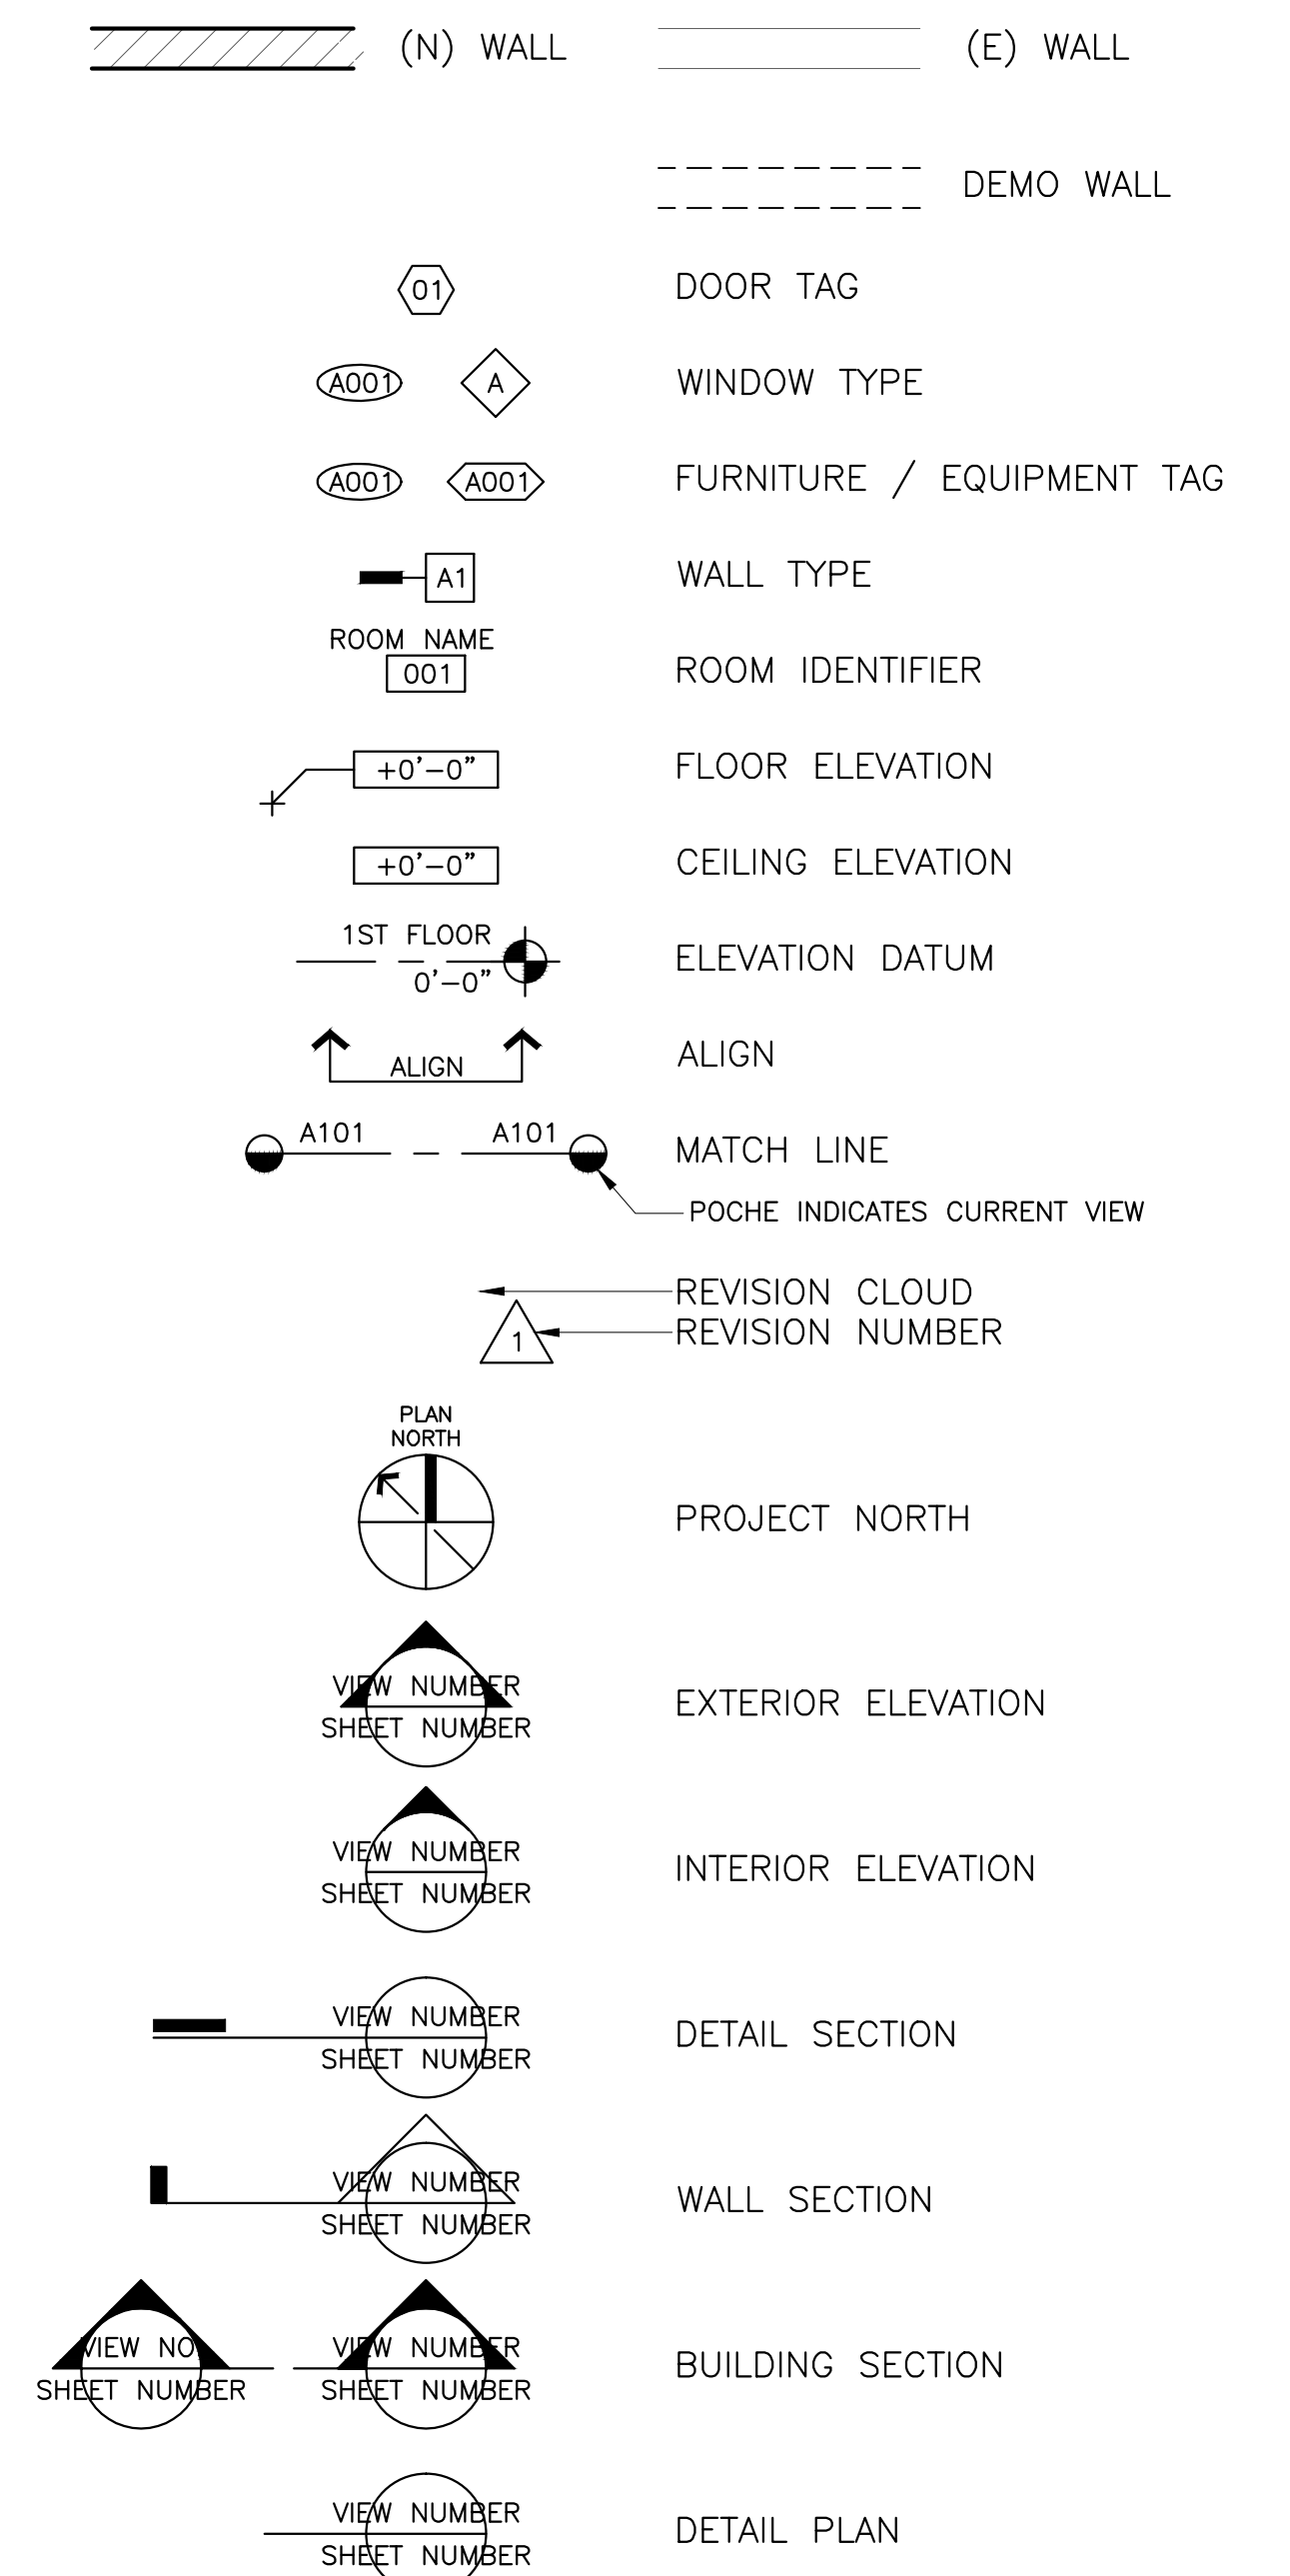 (N) WALL (E) WALL
DEMO WALL
01 DOOR TAG
A001 A WINDOW TYPE
A001 A001 FURNITURE / EQUIPMENT TAG
A1 WALL TYPE
ROOM NAME
001 ROOM IDENTIFIER
+0'-0" FLOOR ELEVATION
+0'-0" CEILING ELEVATION
1ST FLOOR
0'-0" ELEVATION DATUM
ALIGN ALIGN
A101 A101 MATCH LINE
POCHE INDICATES CURRENT VIEW
REVISION CLOUD
1 REVISION NUMBER
PLAN
NORTH
PROJECT NORTH
VIEW NUMBER
SHEET NUMBER
EXTERIOR ELEVATION
VIEW NUMBER
SHEET NUMBER
INTERIOR ELEVATION
VIEW NUMBER
SHEET NUMBER
DETAIL SECTION
VIEW NUMBER
SHEET NUMBER
WALL SECTION
VIEW NO. VIEW NUMBER
SHEET NUMBER SHEET NUMBER
BUILDING SECTION
VIEW NUMBER
SHEET NUMBER
DETAIL PLAN